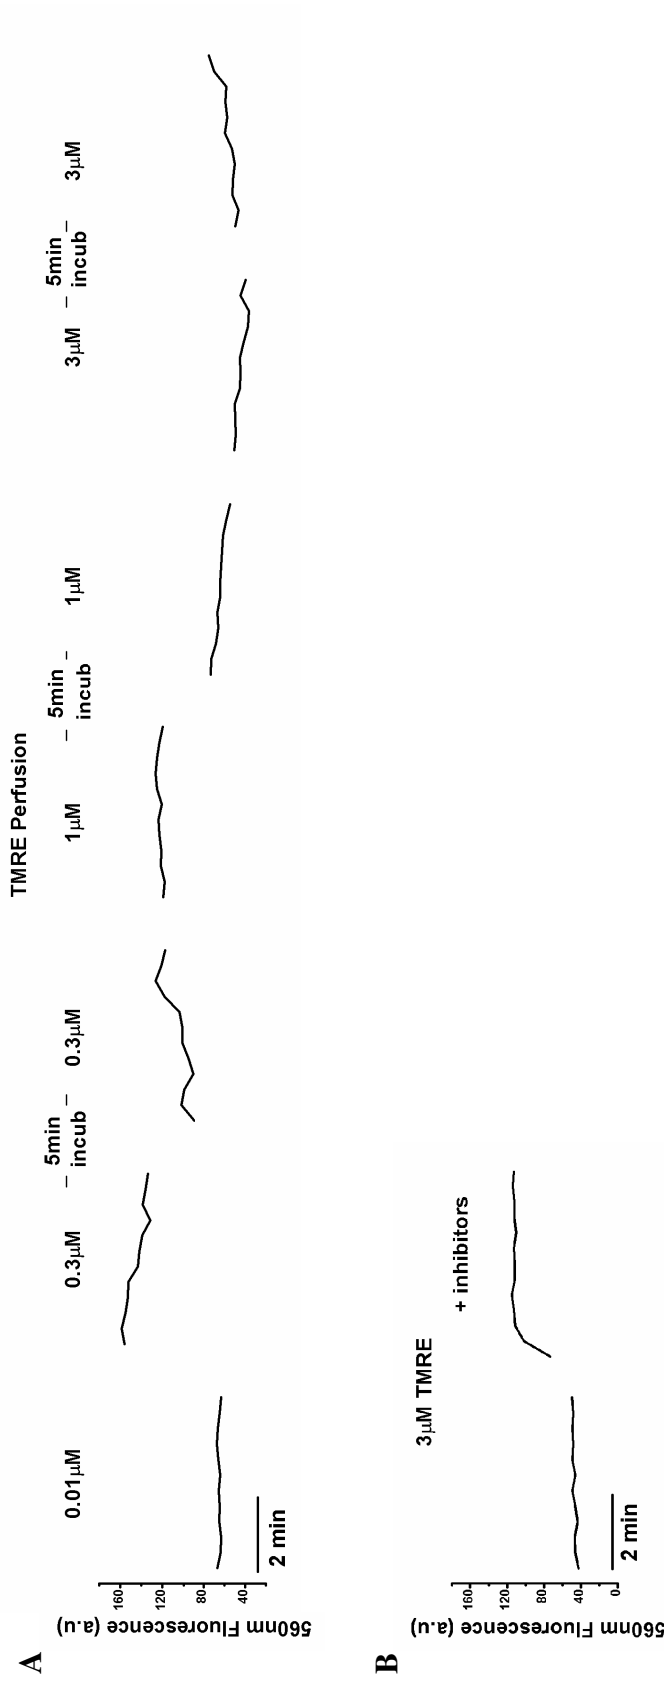 A
TMRE Perfusion
0.01µM
0.3µM
5min
incub
0.3µM
1µM
5min
incub
1µM
3µM
5min
incub
3µM
560nm Fluorescence (a.u)
160
120
80
40
2 min
B
3µM TMRE
+ inhibitors
560nm Fluorescence (a.u)
160
120
80
40
0
2 min